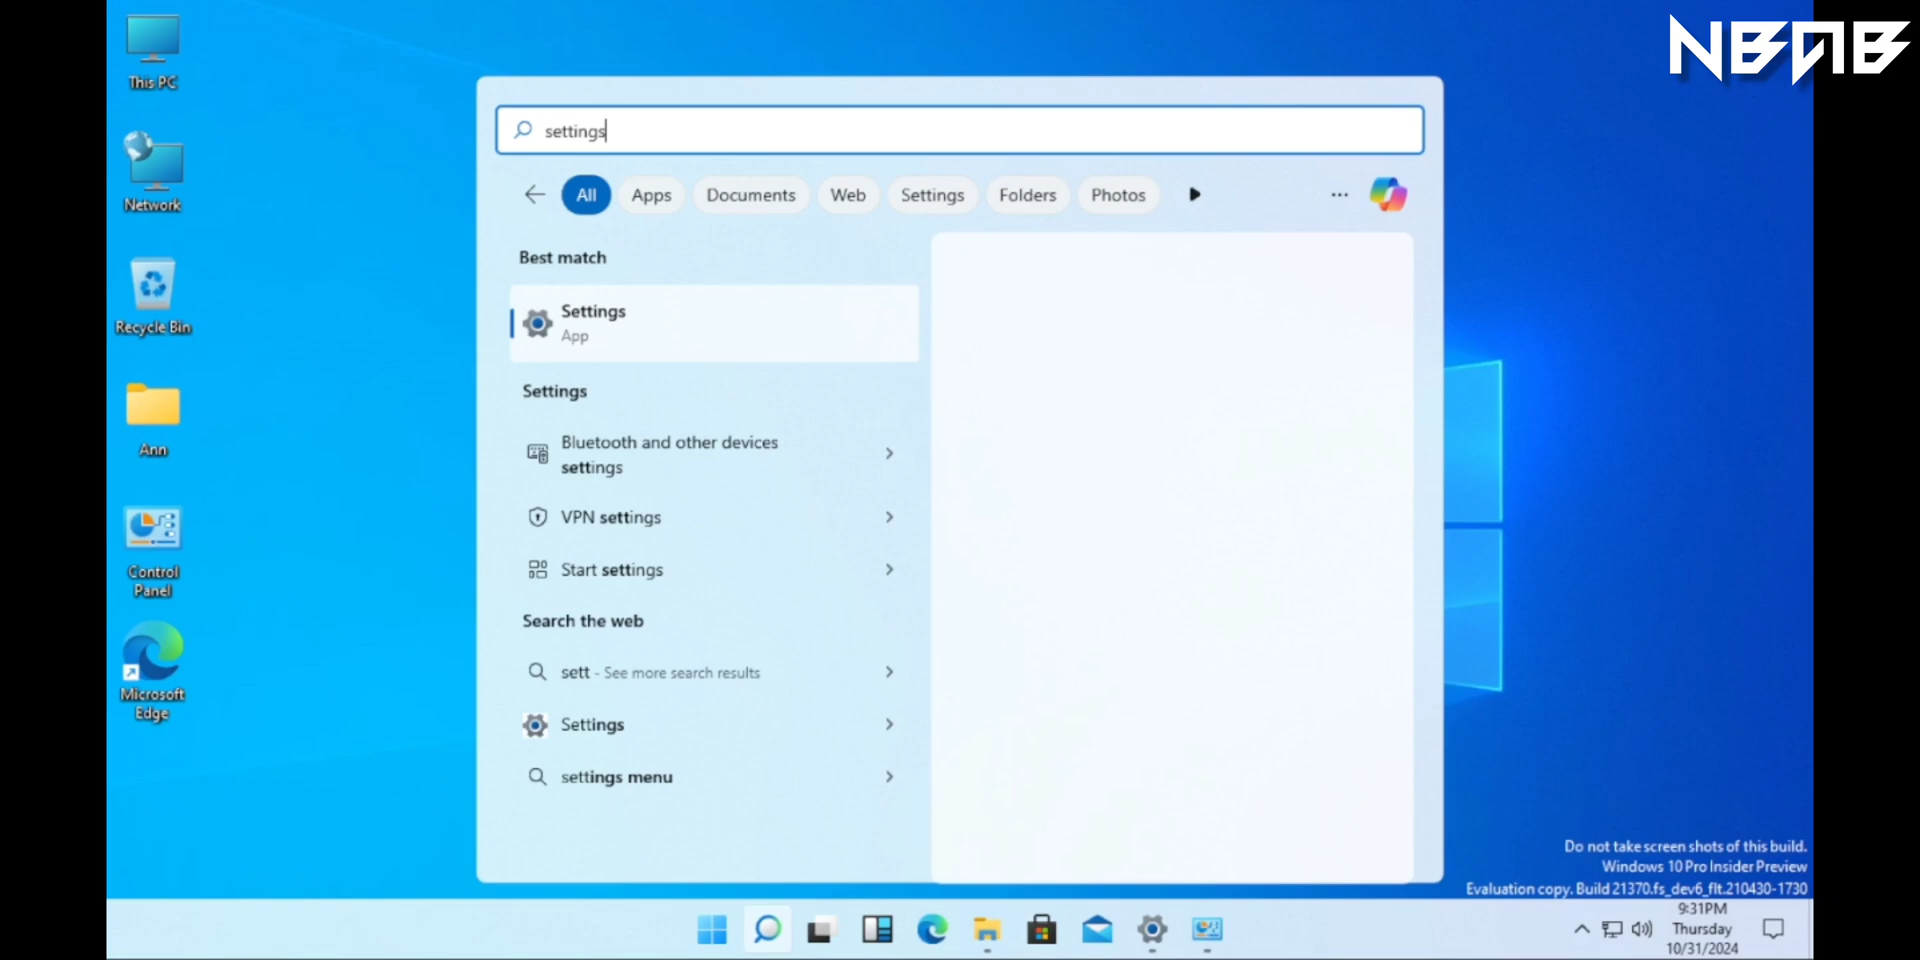 NBNB
This PC
Network
Recycle Bin
Ann
Control
Panel
Microsoft
Edge
settings
All
Apps
Documents
Web
Settings
Folders
Photos
Best match
Settings
App
Settings
Bluetooth and other devices
settings
VPN settings
Start settings
Search the web
sett - See more search results
Settings
settings menu
Do not take screen shots of this build.
Windows 10 Pro Insider Preview
Evaluation copy. Build 21370.fs_dev6_flt.210430-1730
9:31PM
Thursday
10/31/2024